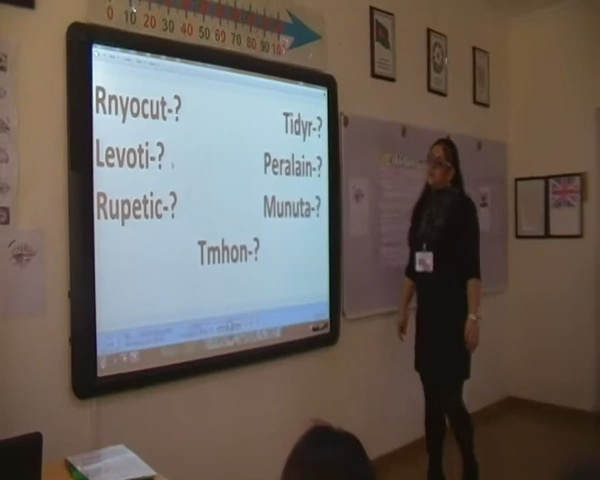 0 10 20 30 40 50 60 70 80 90 100
Rnyocut-?
Tidyr-?
Levoti-?
Peralain-?
Rupetic-?
Munuta-?
Tmhon-?